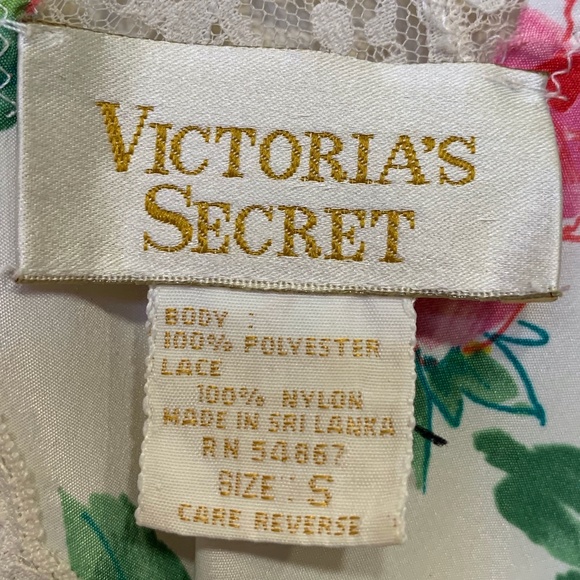 VICTORIA'S
SECRET
BODY :
100% POLYESTER
LACE
100% NYLON
MADE IN SRI LANKA
RN 54867
SIZE : S
CARE REVERSE